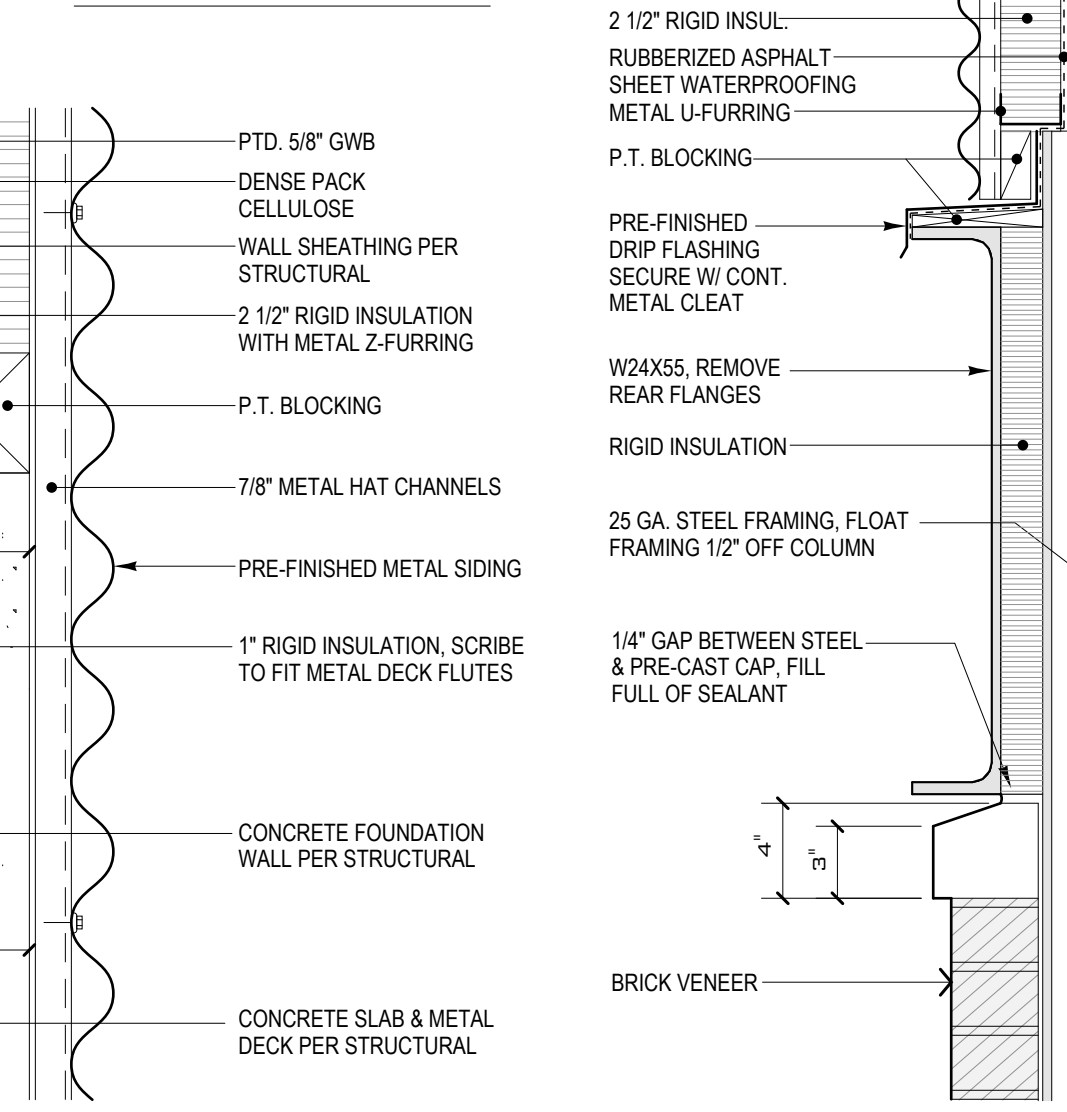 PTD. 5/8" GWB
DENSE PACK
CELLULOSE
WALL SHEATHING PER
STRUCTURAL
2 1/2" RIGID INSULATION
WITH METAL Z-FURRING
P.T. BLOCKING
7/8" METAL HAT CHANNELS
PRE-FINISHED METAL SIDING
1" RIGID INSULATION, SCRIBE
TO FIT METAL DECK FLUTES
CONCRETE FOUNDATION
WALL PER STRUCTURAL
CONCRETE SLAB & METAL
DECK PER STRUCTURAL
2 1/2" RIGID INSUL.
RUBBERIZED ASPHALT
SHEET WATERPROOFING
METAL U-FURRING
P.T. BLOCKING
PRE-FINISHED
DRIP FLASHING
SECURE W/ CONT.
METAL CLEAT
W24X55, REMOVE
REAR FLANGES
RIGID INSULATION
25 GA. STEEL FRAMING, FLOAT
FRAMING 1/2" OFF COLUMN
1/4" GAP BETWEEN STEEL
& PRE-CAST CAP, FILL
FULL OF SEALANT
4"
3"
BRICK VENEER